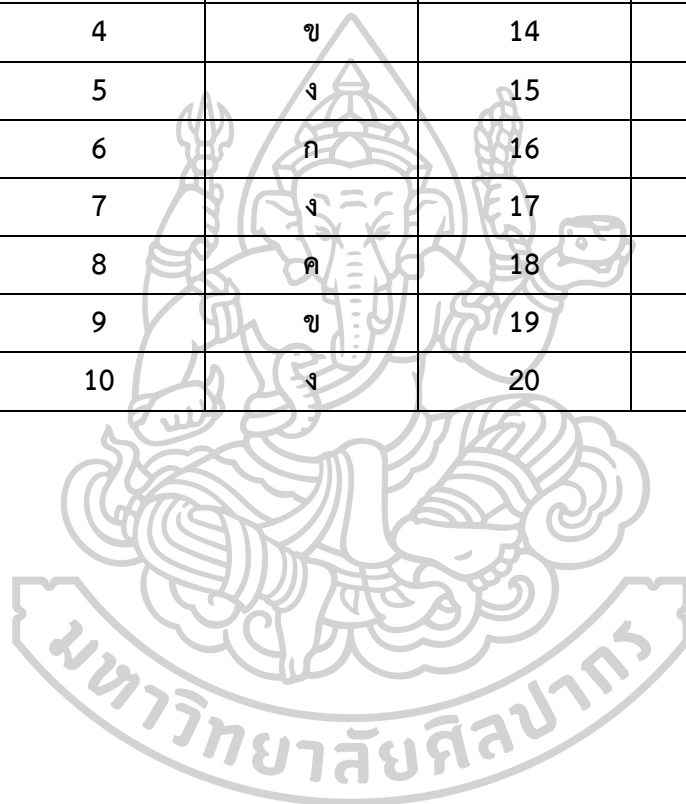 4 ข 14
5 ง 15
6 ก 16
7 ง 17
8 ค 18
9 ข 19
10 ง 20
มหาวิทยาลัยศิลปากร